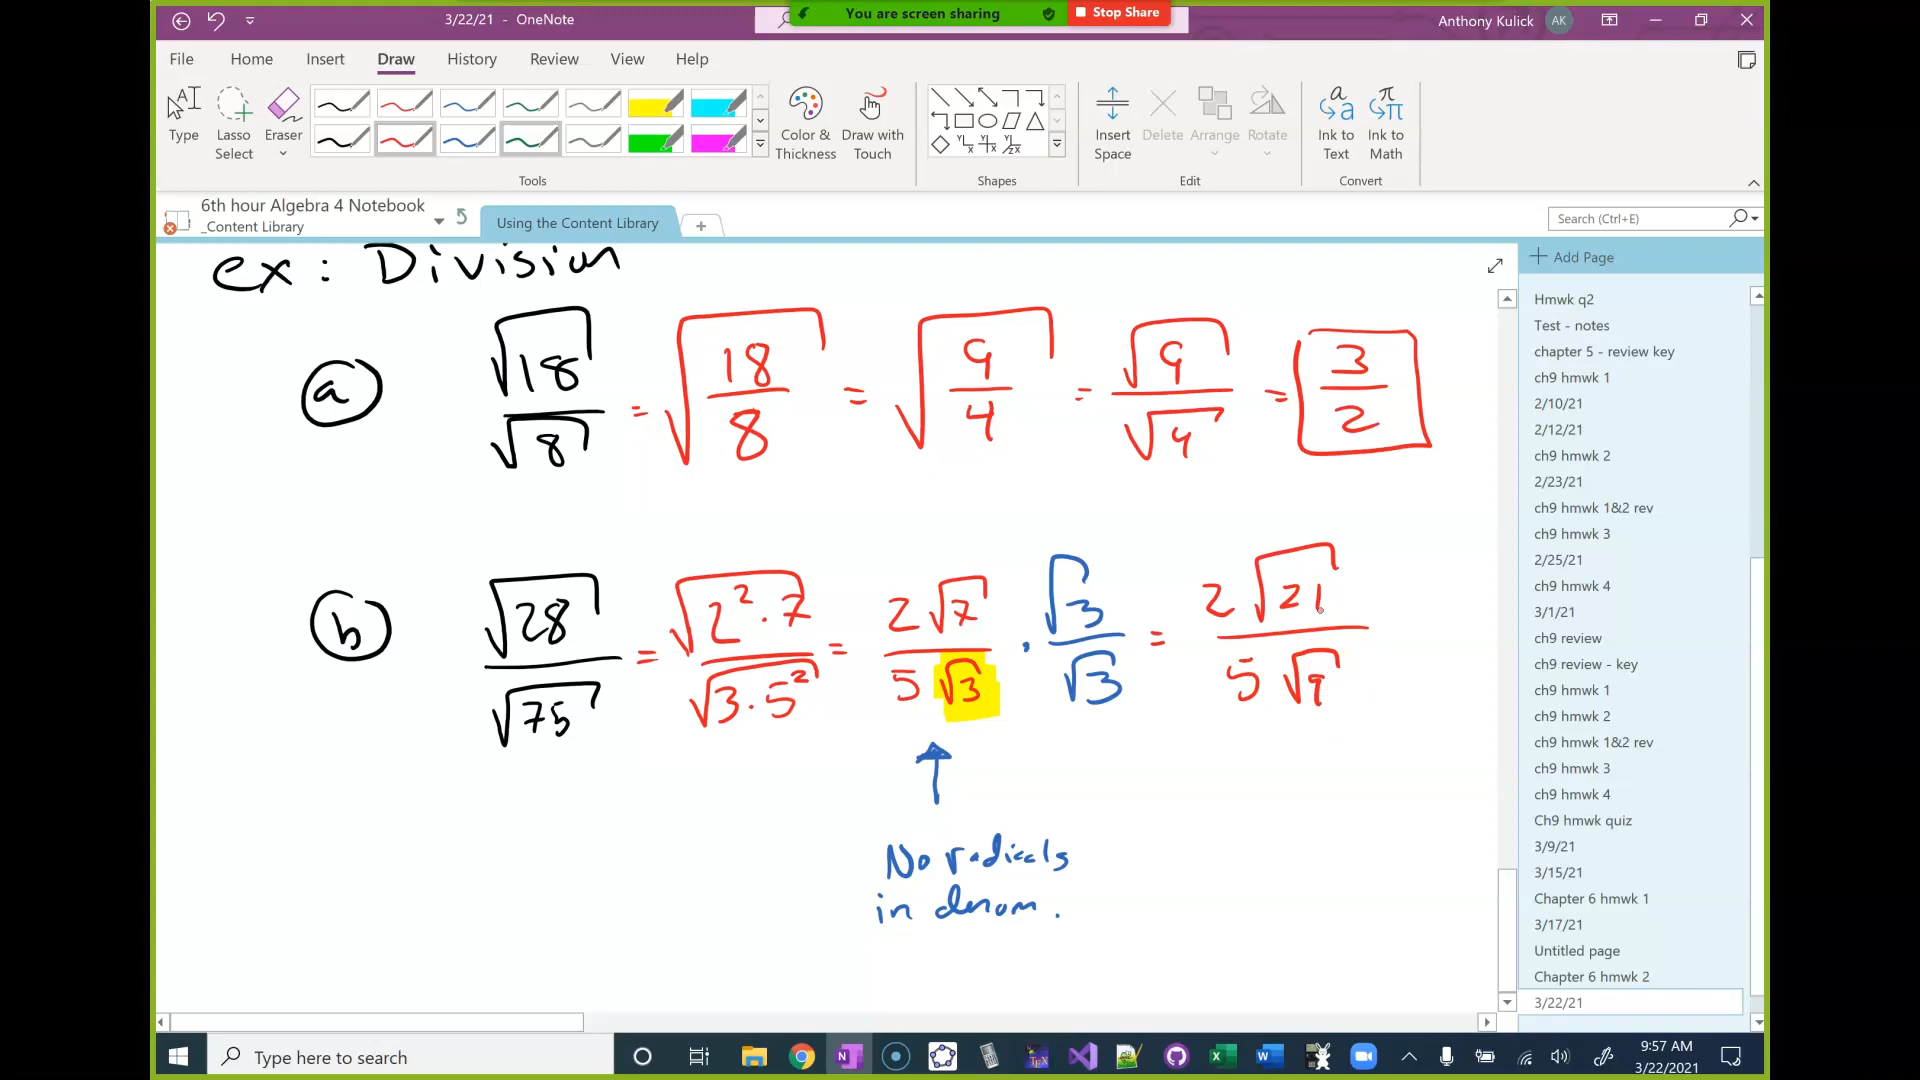 3/22/21 - OneNote
You are screen sharing
Stop Share
Anthony Kulick AK
File Home Insert Draw History Review View Help
Type
Lasso Select
Eraser
Color & Thickness
Draw with Touch
Insert Space
Delete
Arrange
Rotate
Ink to Text
Ink to Math
Tools
Shapes
Edit
Convert
6th hour Algebra 4 Notebook
_Content Library
Using the Content Library
Search (Ctrl+E)
Add Page
ex: Division
(a) √18/√8 = √(18/8) = √(9/4) = √9/√4 = 3/2
(b) √28/√75 = √(2²·7)/√(3·5²) = 2√7/5√3 · √3/√3 = 2√21/5√9
No radicals
in denom.
Hmwk q2
Test - notes
chapter 5 - review key
ch9 hmwk 1
2/10/21
2/12/21
ch9 hmwk 2
2/23/21
ch9 hmwk 1&2 rev
ch9 hmwk 3
2/25/21
ch9 hmwk 4
3/1/21
ch9 review
ch9 review - key
ch9 hmwk 1
ch9 hmwk 2
ch9 hmwk 1&2 rev
ch9 hmwk 3
ch9 hmwk 4
Ch9 hmwk quiz
3/9/21
3/15/21
Chapter 6 hmwk 1
3/17/21
Untitled page
Chapter 6 hmwk 2
3/22/21
Type here to search
9:57 AM
3/22/2021